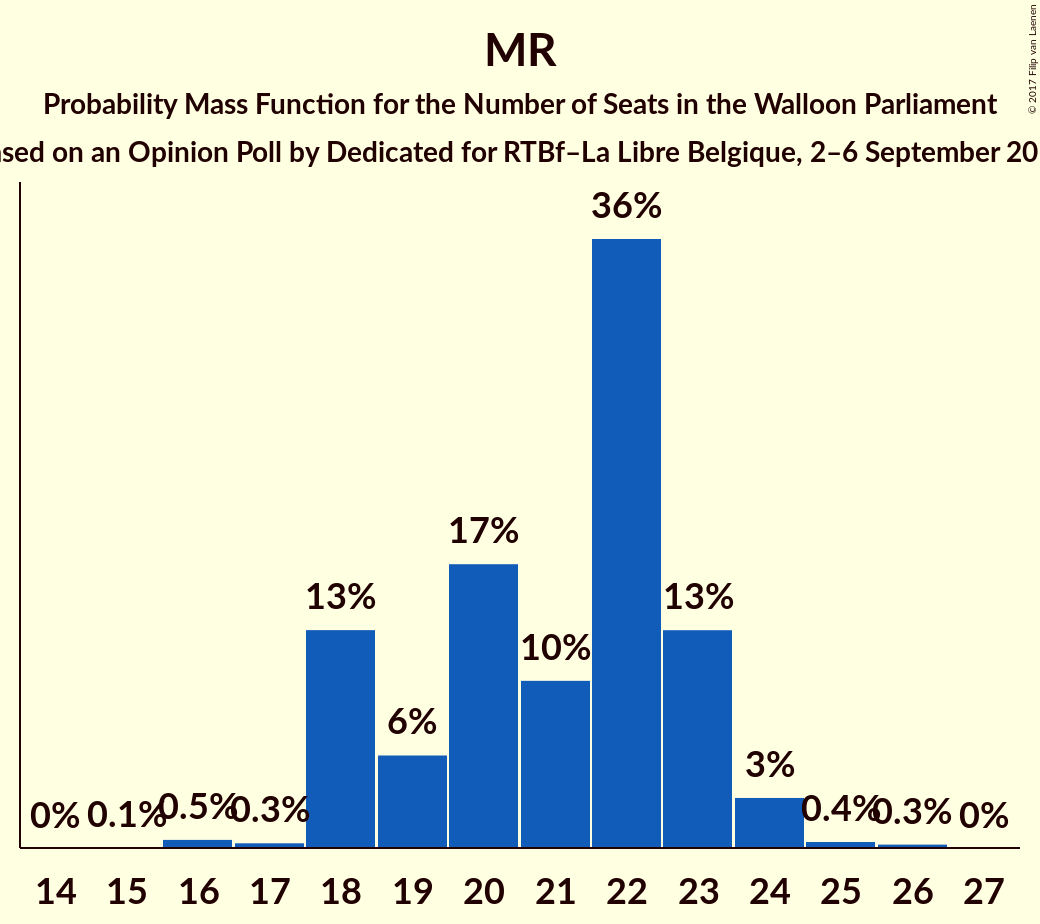 MR
Probability Mass Function for the Number of Seats in the Walloon Parliament
on an Opinion Poll by Dedicated for RTBf–La Libre Belgique, 2–6 September
© 2017 Filip van Laenen
36%
17%
13%
13%
10%
6%
3%
0% 0.1% 0.5% 0.3% 0.4% 0.3% 0%
14 15 16 17 18 19 20 21 22 23 24 25 26 27